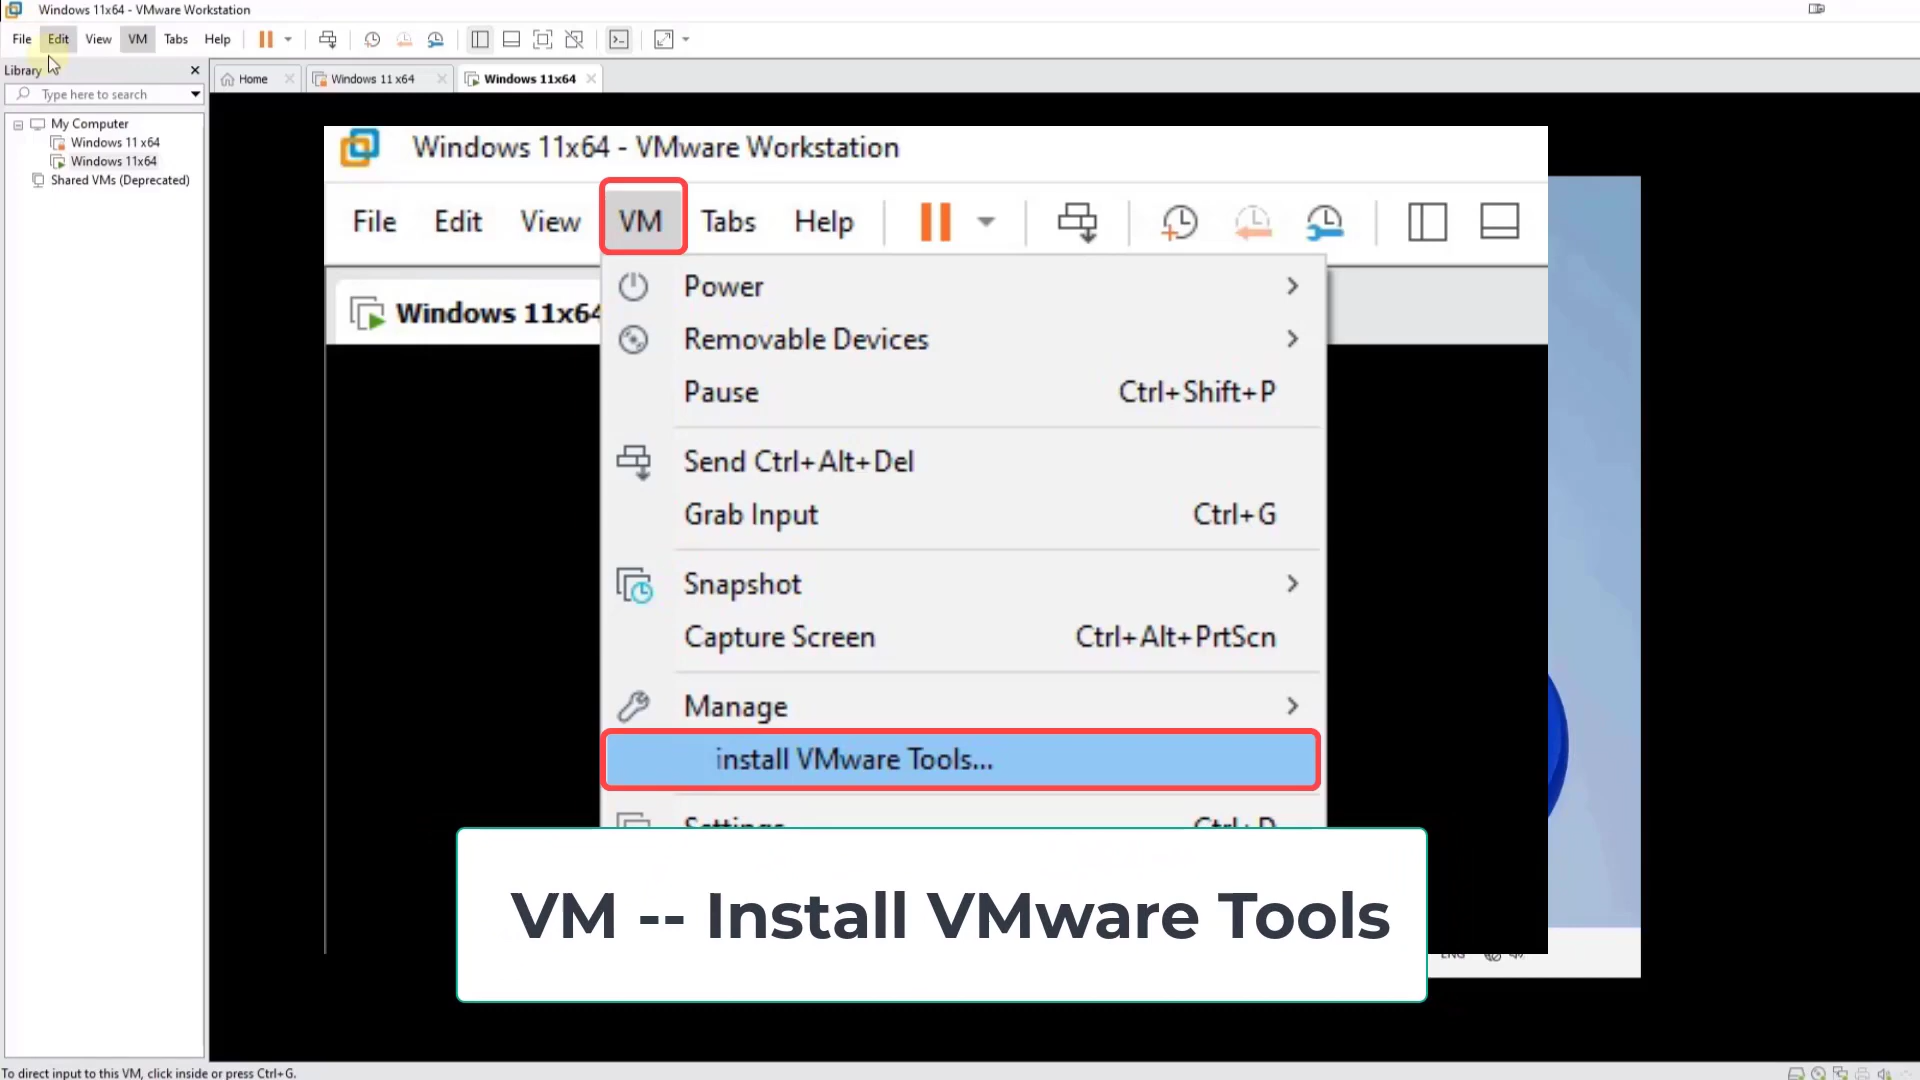 Windows 11x64 - VMware Workstation
File Edit View VM Tabs Help
Library
Home Windows 11 x64 Windows 11x64
Type here to search
My Computer
Windows 11 x64
Windows 11x64
Shared VMs (Deprecated)
Windows 11x64 - VMware Workstation
File Edit View VM Tabs Help
Windows 11x64
Power
Removable Devices
Pause Ctrl+Shift+P
Send Ctrl+Alt+Del
Grab Input Ctrl+G
Snapshot
Capture Screen Ctrl+Alt+PrtScn
Manage
install VMware Tools...
Settings Ctrl+D
VM -- Install VMware Tools
ENG
To direct input to this VM, click inside or press Ctrl+G.